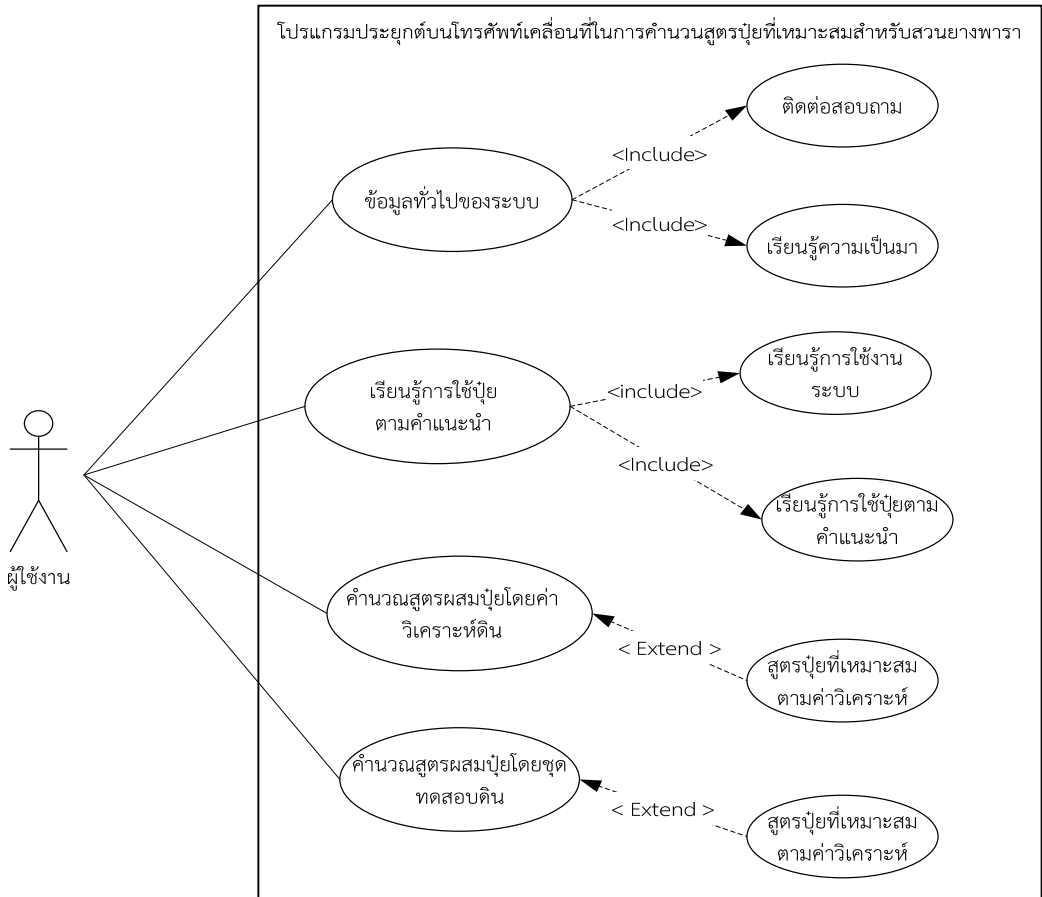 โปรแกรมประยุกต์บนโทรศัพท์เคลื่อนที่ในการคำนวนสูตรปุ๋ยที่เหมาะสมสำหรับสวนยางพารา
ติดต่อสอบถาม
<Include>
ข้อมูลทั่วไปของระบบ
<Include>
เรียนรู้ความเป็นมา
เรียนรู้การใช้งาน
ระบบ
<include>
เรียนรู้การใช้ปุ๋ย
ตามคำแนะนำ
<Include>
เรียนรู้การใช้ปุ๋ยตาม
คำแนะนำ
ผู้ใช้งาน
คำนวณสูตรผสมปุ๋ยโดยค่า
วิเคราะห์ดิน
< Extend >
สูตรปุ๋ยที่เหมาะสม
ตามค่าวิเคราะห์
คำนวณสูตรผสมปุ๋ยโดยชุด
ทดสอบดิน
< Extend >
สูตรปุ๋ยที่เหมาะสม
ตามค่าวิเคราะห์